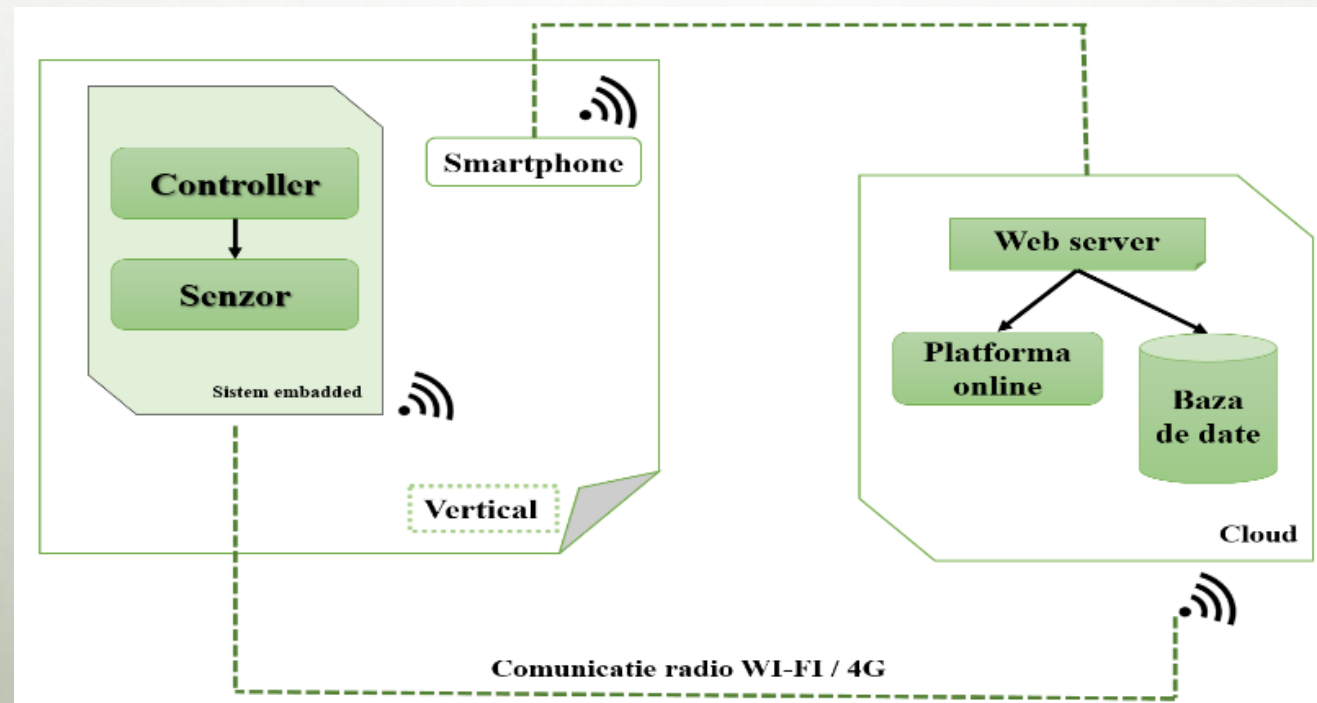 Smartphone
Controller
Senzor
Sistem embadded
Vertical
Web server
Platforma
online
Baza
de date
Cloud
Comunicatie radio WI-FI / 4G